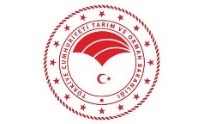 TÜRKİYE CUMHURİYETİ TARIM VE ORMAN BAKANLIĞI